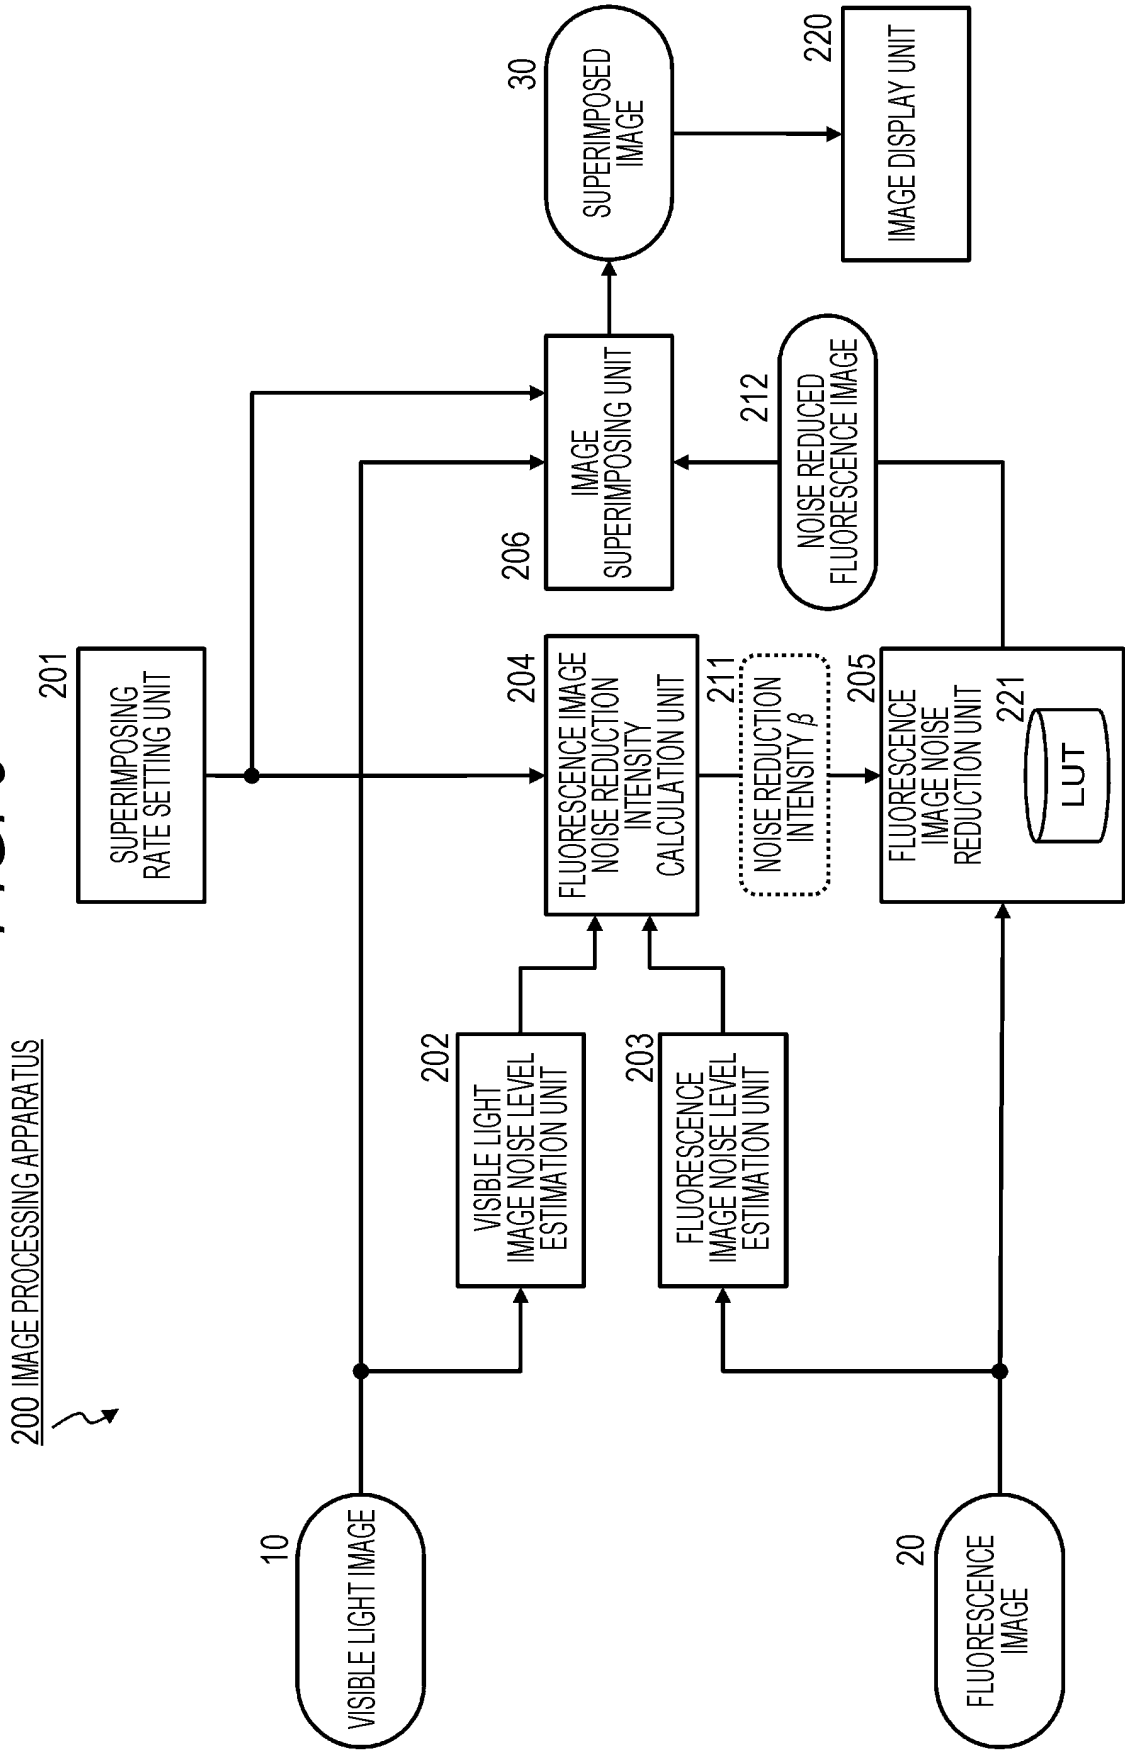 200 IMAGE PROCESSING APPARATUS
201
SUPERIMPOSING
RATE SETTING UNIT
10
VISIBLE LIGHT IMAGE
202
VISIBLE LIGHT
IMAGE NOISE LEVEL
ESTIMATION UNIT
203
FLUORESCENCE
IMAGE NOISE LEVEL
ESTIMATION UNIT
20
FLUORESCENCE
IMAGE
204
FLUORESCENCE IMAGE
NOISE REDUCTION
INTENSITY
CALCULATION UNIT
211
NOISE REDUCTION
INTENSITY β
205
FLUORESCENCE
IMAGE NOISE
REDUCTION UNIT
221
LUT
206
IMAGE
SUPERIMPOSING UNIT
212
NOISE REDUCED
FLUORESCENCE IMAGE
30
SUPERIMPOSED
IMAGE
220
IMAGE DISPLAY UNIT